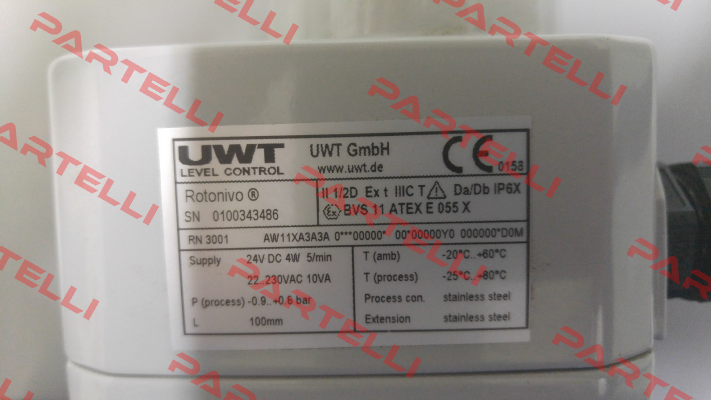 UWT
LEVEL CONTROL
UWT GmbH
www.uwt.de
CE 0158
Rotonivo ®
SN 0100343486
II 1/2D Ex t IIIC T ⚠ Da/Db IP6X
Ex BVS 11 ATEX E 055 X
RN 3001 AW11XA3A3A 0***00000* 00*00000Y0 000000*D0M
Supply 24V DC 4W 5/min
22..230VAC 10VA
P (process) -0.9..+0.8 bar
L 100mm
T (amb) -20°C..+60°C
T (process) -25°C..+80°C
Process con. stainless steel
Extension stainless steel
PARTELLI
PARTELLI
PARTELLI
PARTELLI
PARTELLI
PARTELLI
PARTELLI